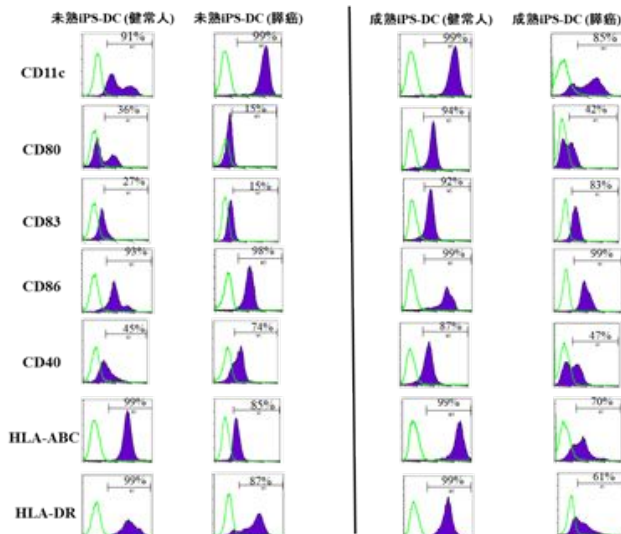 未熟iPS-DC (健常人) 未熟iPS-DC (膵癌) 成熟iPS-DC (健常人) 成熟iPS-DC (膵癌)
CD11c 91% 99% 99% 85%
CD80 36% 15% 94% 42%
CD83 27% 15% 92% 83%
CD86 93% 98% 99% 99%
CD40 45% 74% 87% 47%
HLA-ABC 99% 85% 99% 70%
HLA-DR 99% 87% 99% 61%